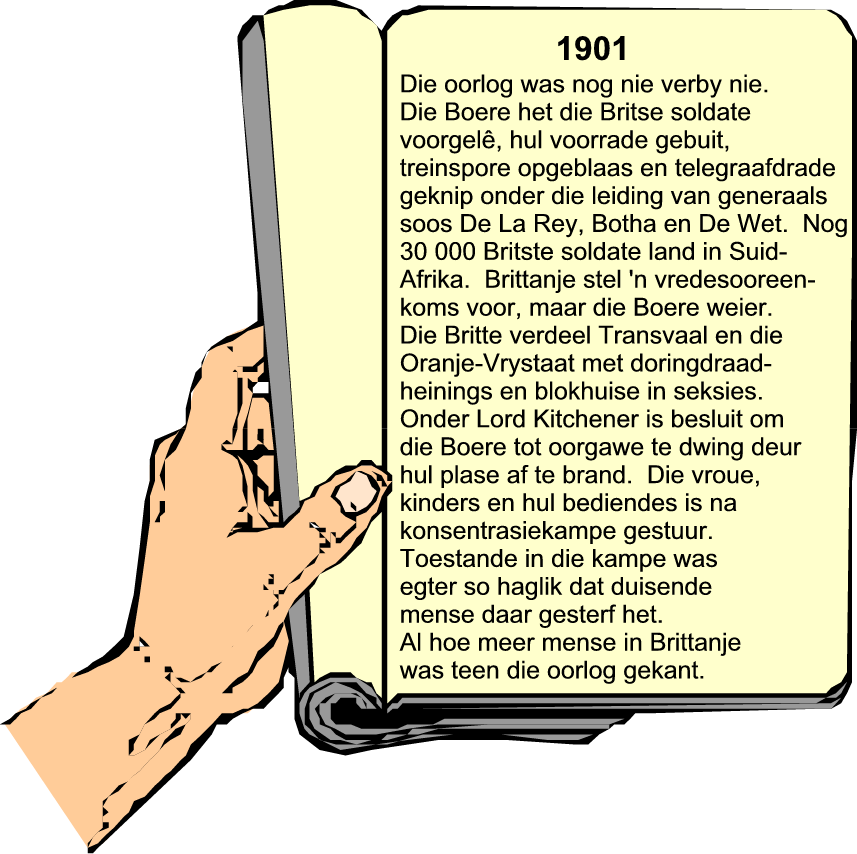 1901
Die oorlog was nog nie verby nie.
Die Boere het die Britse soldate
voorgelê, hul voorrade gebuit,
treinspore opgeblaas en telegraafdrade
geknip onder die leiding van generaals
soos De La Rey, Botha en De Wet.  Nog
30 000 Britste soldate land in Suid-
Afrika.  Brittanje stel 'n vredesooreen-
koms voor, maar die Boere weier.
Die Britte verdeel Transvaal en die
Oranje-Vrystaat met doringdraad-
heinings en blokhuise in seksies.
Onder Lord Kitchener is besluit om
die Boere tot oorgawe te dwing deur
hul plase af te brand.  Die vroue,
kinders en hul bediendes is na
konsentrasiekampe gestuur.
Toestande in die kampe was
egter so haglik dat duisende
mense daar gesterf het.
Al hoe meer mense in Brittanje
was teen die oorlog gekant.